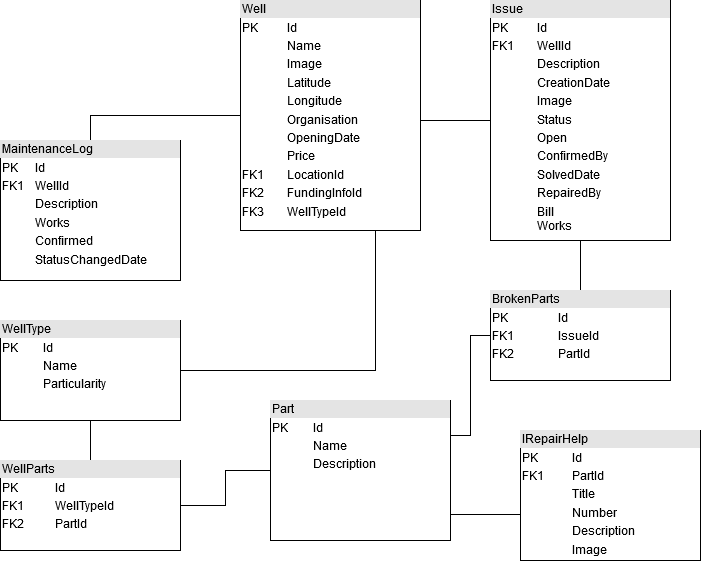 Well
PK Id
Name
Image
Latitude
Longitude
Organisation
OpeningDate
Price
FK1 LocationId
FK2 FundingInfoId
FK3 WellTypeId
Issue
PK Id
FK1 WellId
Description
CreationDate
Image
Status
Open
ConfirmedBy
SolvedDate
RepairedBy
Bill
Works
MaintenanceLog
PK Id
FK1 WellId
Description
Works
Confirmed
StatusChangedDate
WellType
PK Id
Name
Particularity
BrokenParts
PK Id
FK1 IssueId
FK2 PartId
Part
PK Id
Name
Description
WellParts
PK Id
FK1 WellTypeId
FK2 PartId
IRepairHelp
PK Id
FK1 PartId
Title
Number
Description
Image